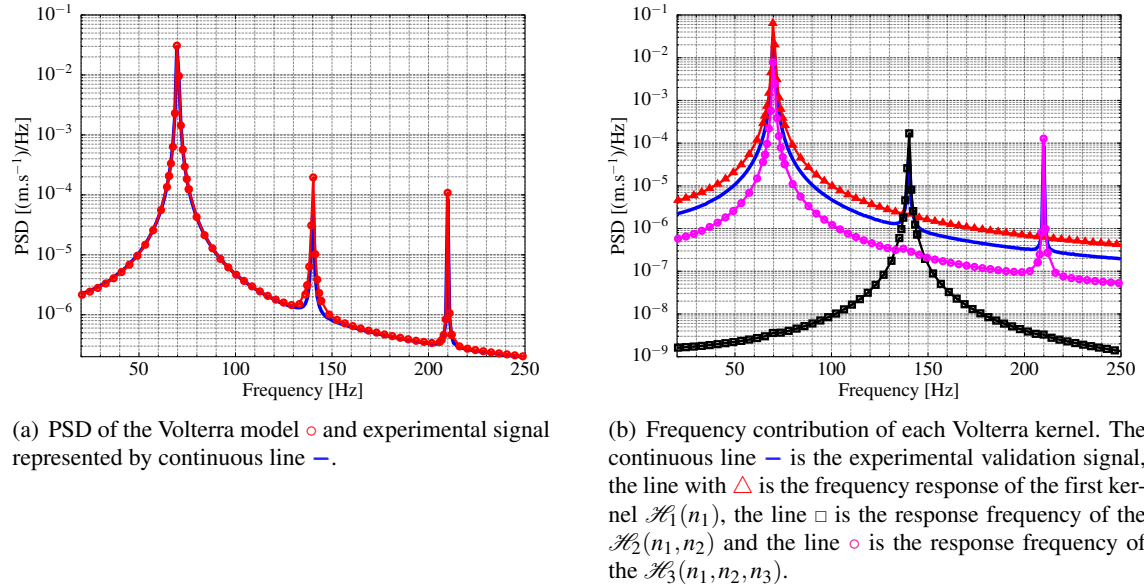 10⁻¹
10⁻²
10⁻³
10⁻⁴
10⁻⁵
10⁻⁶
PSD [(m.s⁻¹)/Hz]
50 100 150 200 250
Frequency [Hz]
(a) PSD of the Volterra model ○ and experimental signal
represented by continuous line −.
10⁻¹
10⁻²
10⁻³
10⁻⁴
10⁻⁵
10⁻⁶
10⁻⁷
10⁻⁸
10⁻⁹
PSD [(m.s⁻¹)/Hz]
50 100 150 200 250
Frequency [Hz]
(b) Frequency contribution of each Volterra kernel. The
continuous line − is the experimental validation signal,
the line with △ is the frequency response of the first ker-
nel ℋ₁(n₁), the line □ is the response frequency of the
ℋ₂(n₁,n₂) and the line ○ is the response frequency of
the ℋ₃(n₁,n₂,n₃).